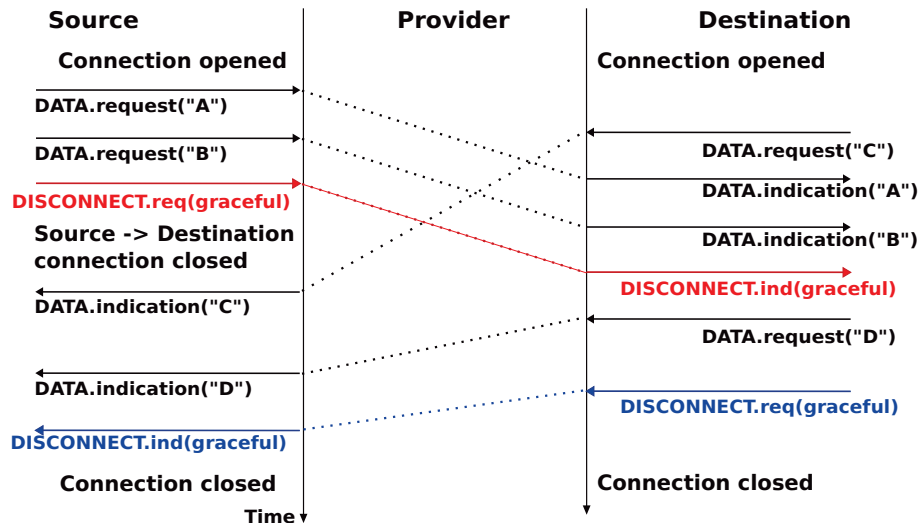 Source Provider Destination
Connection opened Connection opened
DATA.request("A")
DATA.request("B") DATA.request("C")
DISCONNECT.req(graceful) DATA.indication("A")
Source -> Destination DATA.indication("B")
connection closed
DISCONNECT.ind(graceful)
DATA.indication("C")
DATA.request("D")
DATA.indication("D")
DISCONNECT.req(graceful)
DISCONNECT.ind(graceful)
Connection closed Connection closed
Time